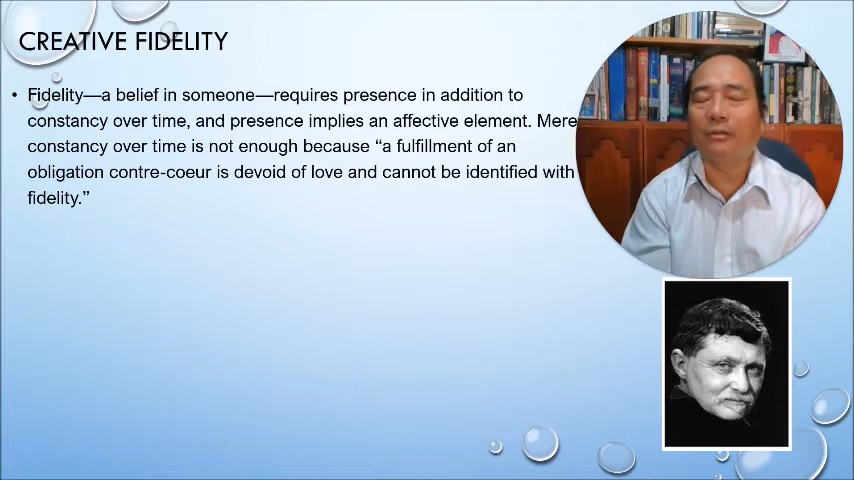 CREATIVE FIDELITY
• Fidelity—a belief in someone—requires presence in addition to
constancy over time, and presence implies an affective element. Mere
constancy over time is not enough because “a fulfillment of an
obligation contre-coeur is devoid of love and cannot be identified with
fidelity.”